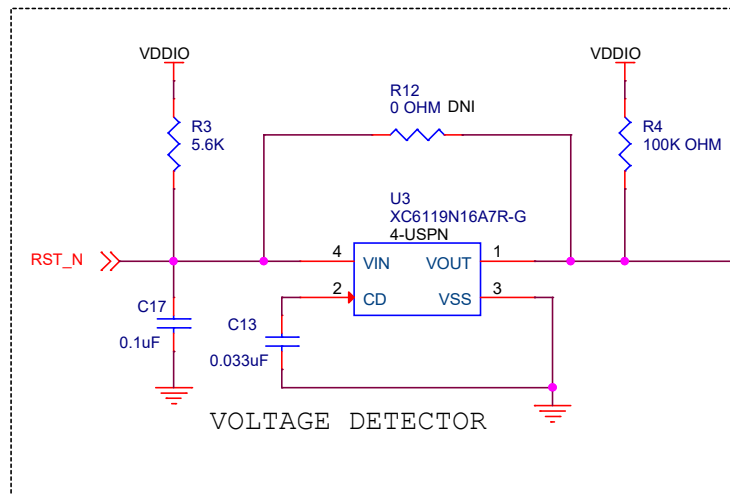 VDDIO
VDDIO
R12
0 OHM DNI
R3
5.6K
R4
100K OHM
U3
XC6119N16A7R-G
4-USPN
RST_N
4
VIN
VOUT
1
2
CD
VSS
3
C17
0.1uF
C13
0.033uF
VOLTAGE DETECTOR